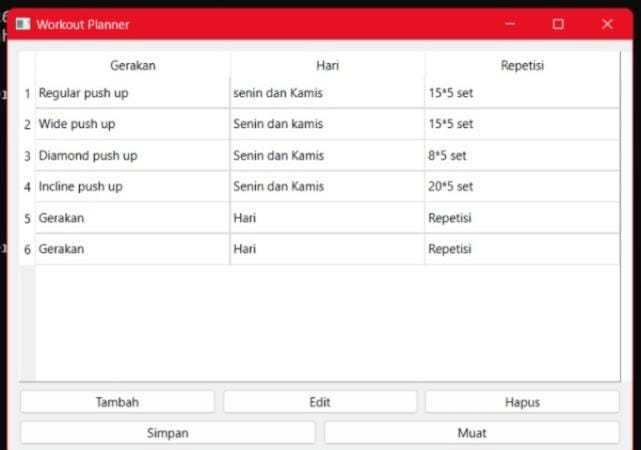 Workout Planner
Gerakan Hari Repetisi
1 Regular push up senin dan Kamis 15*5 set
2 Wide push up Senin dan kamis 15*5 set
3 Diamond push up Senin dan Kamis 8*5 set
4 Incline push up Senin dan Kamis 20*5 set
5 Gerakan Hari Repetisi
6 Gerakan Hari Repetisi
Tambah Edit Hapus
Simpan Muat